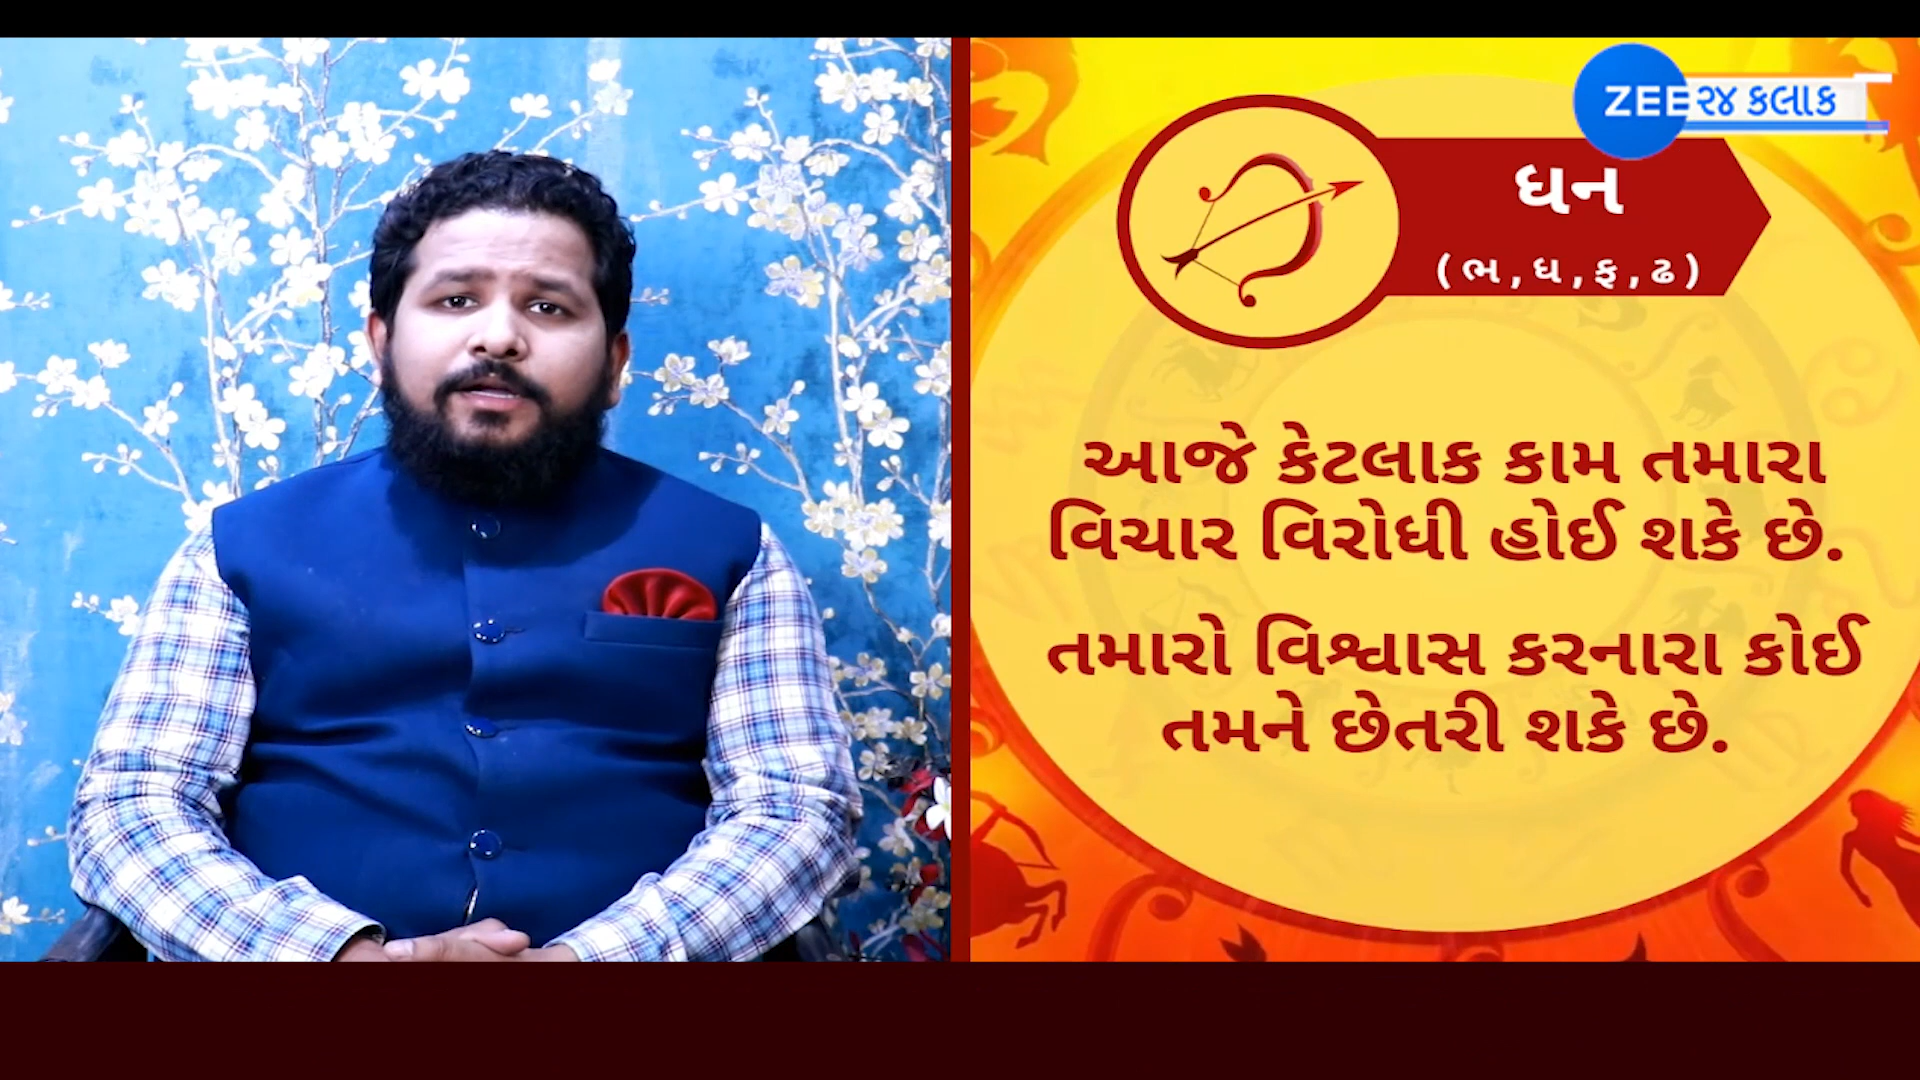 ZEE ૨૪ કલાક
ધન
( ભ , ધ , ફ , ઢ )
આજે કેટલાક કામ તમારા
વિચાર વિરોધી હોઈ શકે છે.
તમારો વિશ્વાસ કરનારા કોઈ
તમને છેતરી શકે છે.